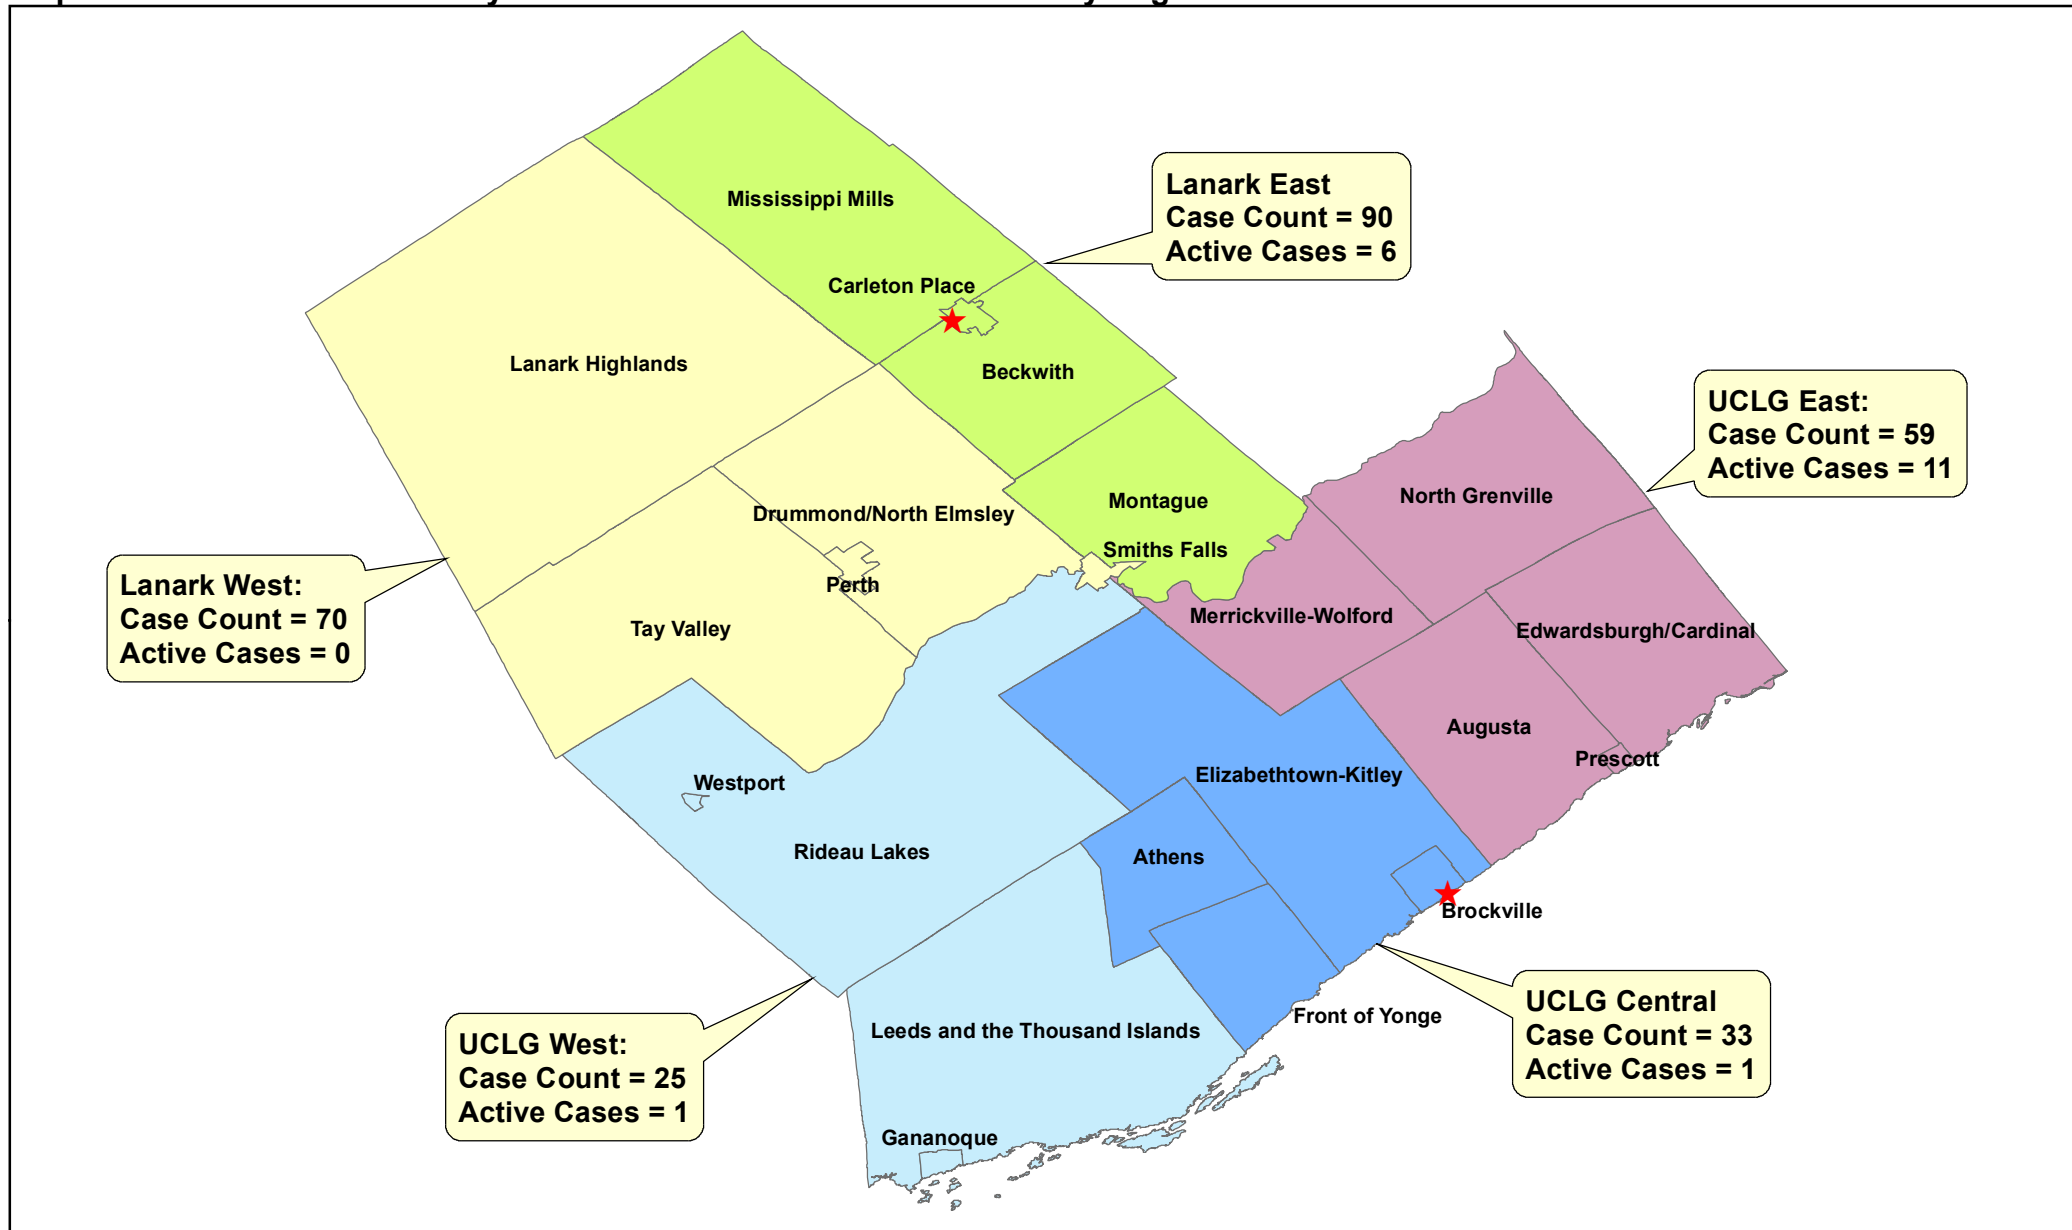 Mississippi Mills
Lanark East
Case Count = 90
Active Cases = 6
Carleton Place
Lanark Highlands
Beckwith
UCLG East:
Case Count = 59
Active Cases = 11
North Grenville
Montague
Drummond/North Elmsley
Smiths Falls
Perth
Lanark West:
Case Count = 70
Active Cases = 0
Tay Valley
Merrickville-Wolford
Edwardsburgh/Cardinal
Augusta
Prescott
Westport
Elizabethtown-Kitley
Rideau Lakes
Athens
Brockville
UCLG Central
Case Count = 33
Active Cases = 1
Front of Yonge
Leeds and the Thousand Islands
UCLG West:
Case Count = 25
Active Cases = 1
Gananoque